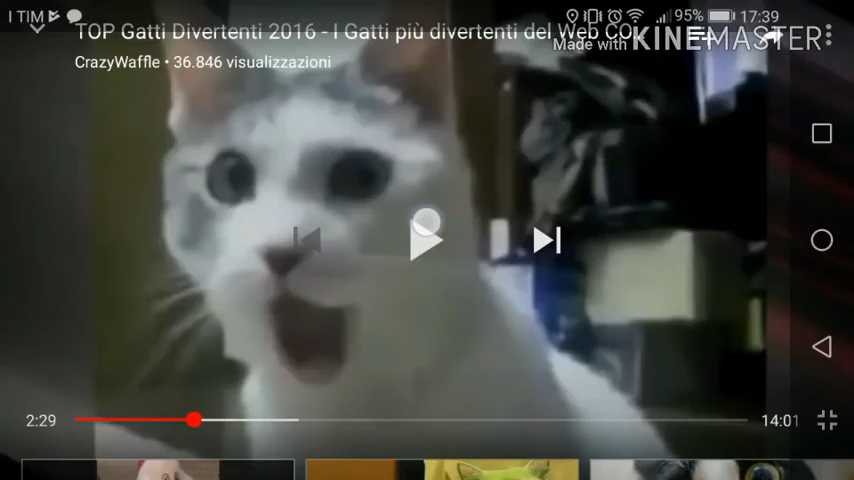 I TIM 95% 17:39
TOP Gatti Divertenti 2016 - I Gatti più divertenti del Web CO
Made with KINEMASTER
CrazyWaffle • 36.846 visualizzazioni
2:29
14:01